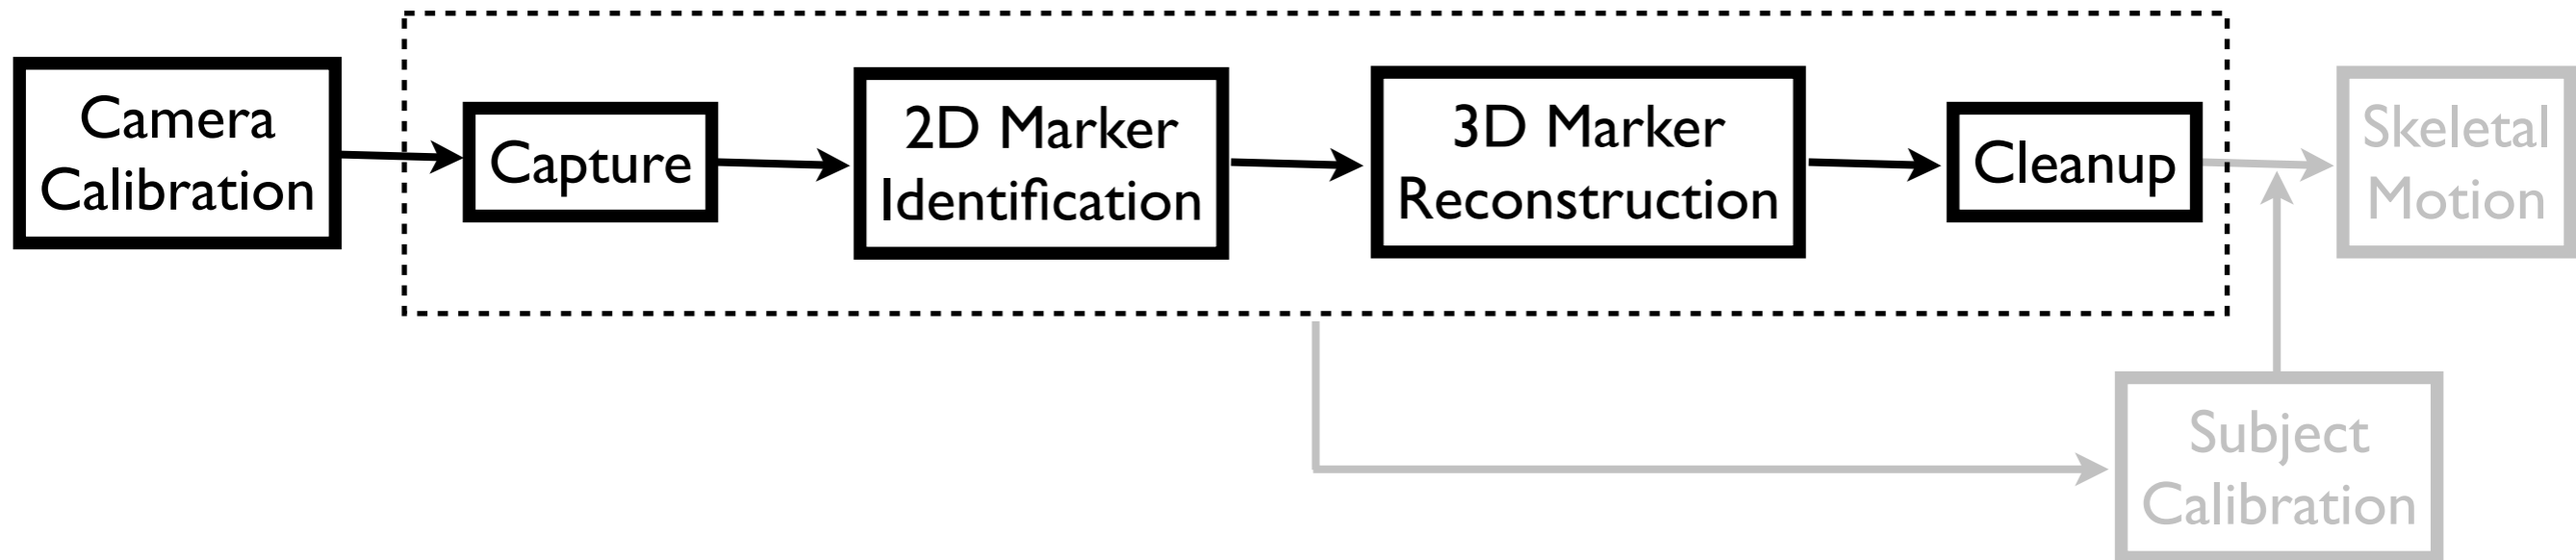 Camera
Calibration
Capture
2D Marker
Identification
3D Marker
Reconstruction
Cleanup
Skeletal
Motion
Subject
Calibration